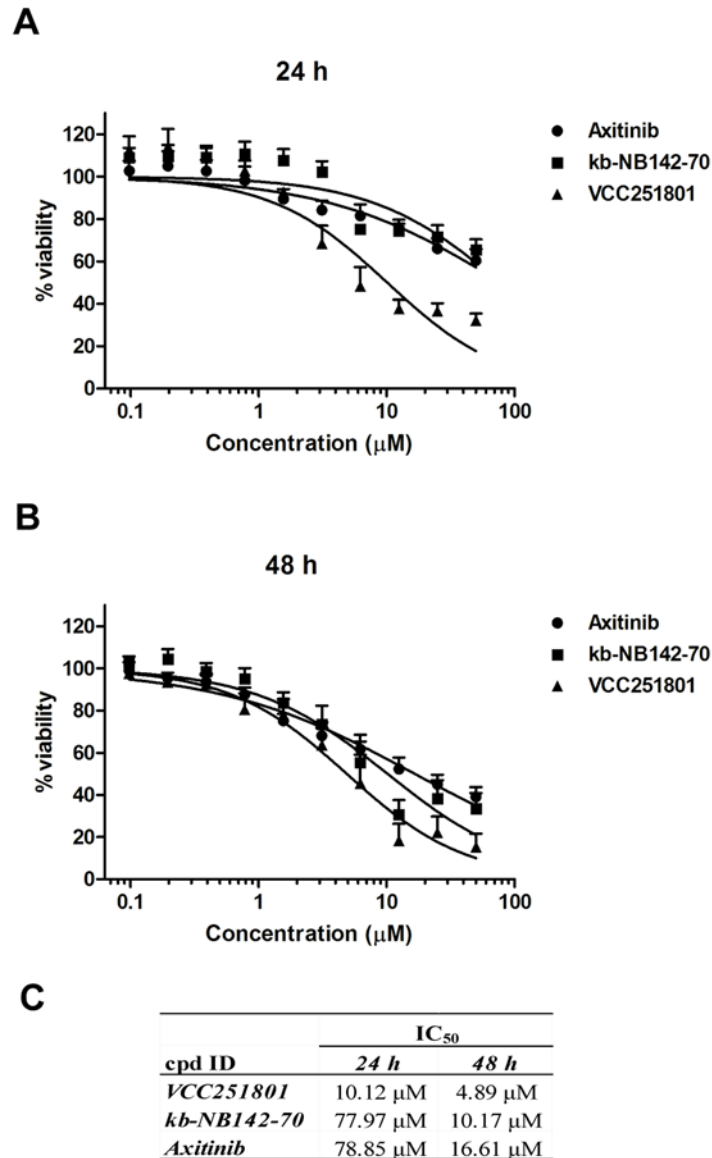 A
24 h
120
100
80
60
40
20
0
% viability
0.1 1 10 100
Concentration (μM)
Axitinib
kb-NB142-70
VCC251801
B
48 h
120
100
80
60
40
20
0
% viability
0.1 1 10 100
Concentration (μM)
Axitinib
kb-NB142-70
VCC251801
C
IC50
cpd ID 24 h 48 h
VCC251801 10.12 μM 4.89 μM
kb-NB142-70 77.97 μM 10.17 μM
Axitinib 78.85 μM 16.61 μM